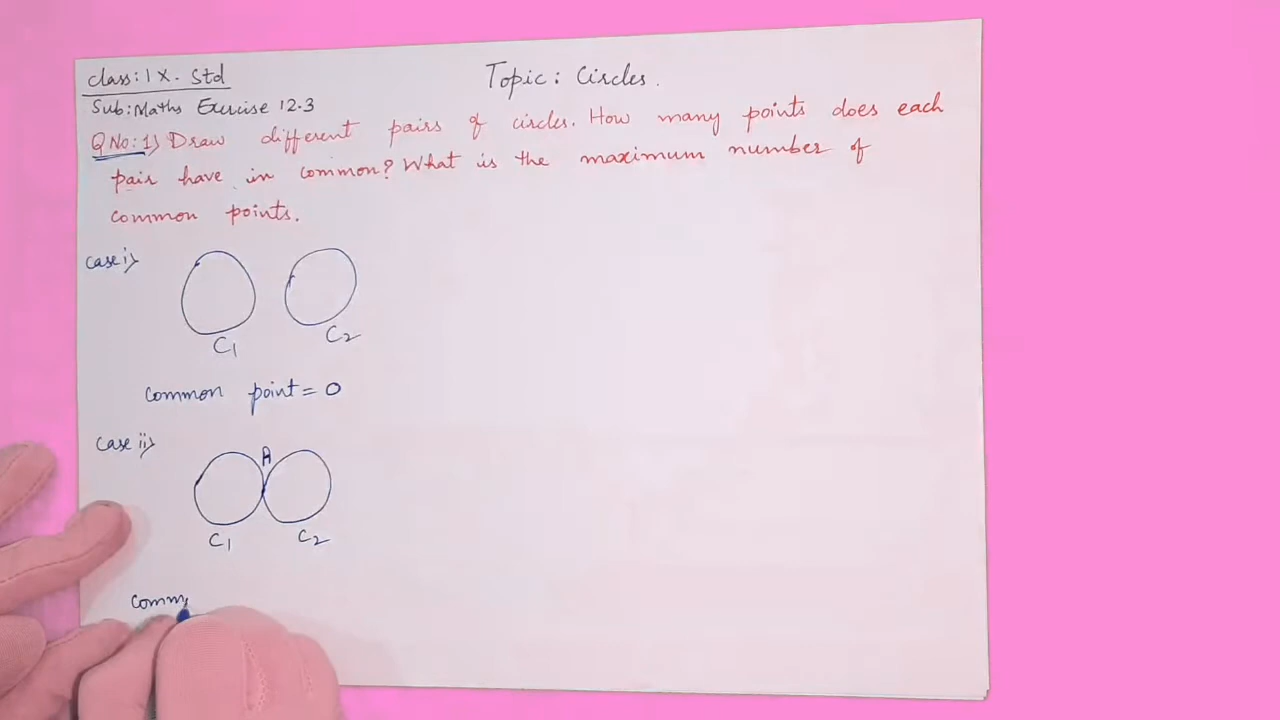 class: IX. Std
Topic: Circles.
Sub: Maths Exercise 12.3
Q No: 1) Draw different pairs of circles. How many points does each
pair have in common? What is the maximum number of
common points.
Case i)
C1
C2
Common point = 0
Case ii)
A
C1
C2
Comm